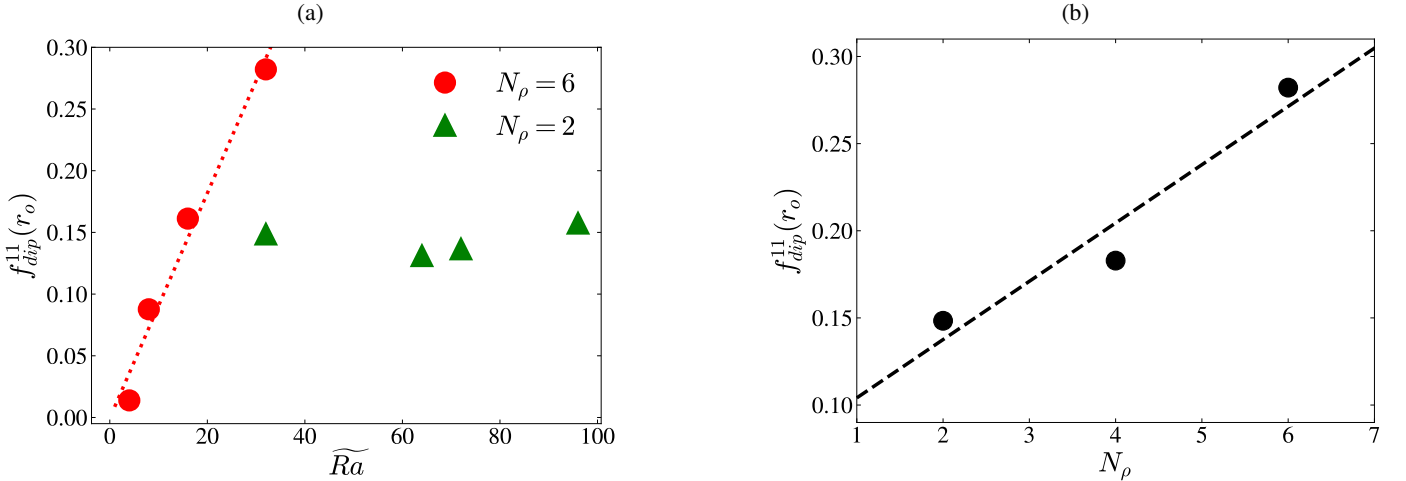 (a)
0.30
0.25
0.20
0.15
0.10
0.05
0.00
f_{dip}^{11}(r_o)
N_ρ = 6
N_ρ = 2
0 20 40 60 80 100
\widetilde{Ra}
(b)
0.30
0.25
0.20
0.15
0.10
f_{dip}^{11}(r_o)
1 2 3 4 5 6 7
N_ρ